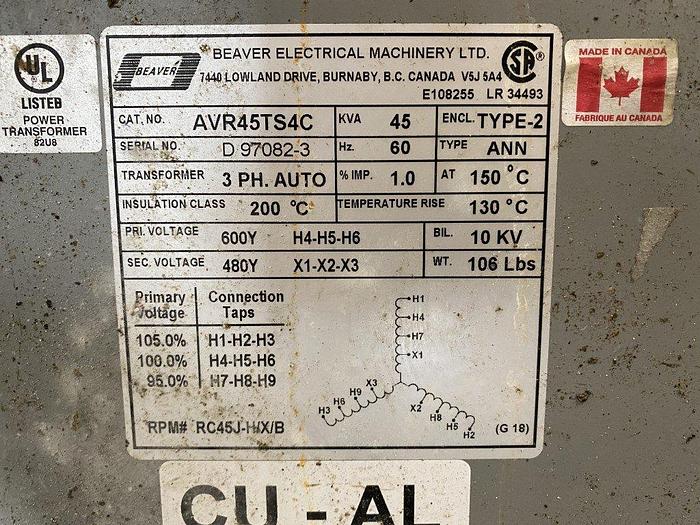 UL
LISTED
POWER
TRANSFORMER
82U8
BEAVER
BEAVER ELECTRICAL MACHINERY LTD.
7440 LOWLAND DRIVE, BURNABY, B.C. CANADA V5J 5A4
E108255 LR 34493
SA
MADE IN CANADA
FABRIQUE AU CANADA
CAT. NO. AVR45TS4C KVA 45 ENCL. TYPE-2
SERIAL NO. D 97082-3 Hz. 60 TYPE ANN
TRANSFORMER 3 PH. AUTO % IMP. 1.0 AT 150 °C
INSULATION CLASS 200 °C TEMPERATURE RISE 130 °C
PRI. VOLTAGE 600Y H4-H5-H6 BIL. 10 KV
SEC. VOLTAGE 480Y X1-X2-X3 WT. 106 Lbs
Primary Connection
Voltage Taps
105.0% H1-H2-H3
100.0% H4-H5-H6
95.0% H7-H8-H9
H1
H4
H7
X1
X3
H9
H6
H3
X2
H8
H5
H2
RPM# RC45J-H/X/B
(G 18)
CU - AL